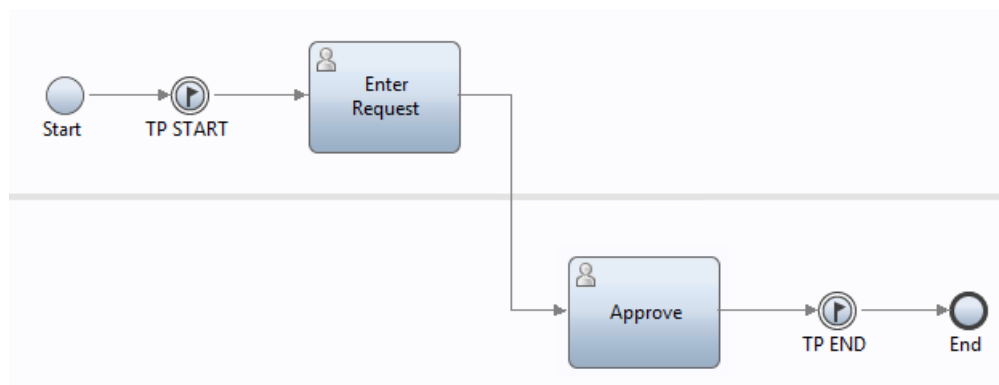 Start
TP START
Enter
Request
Approve
TP END
End